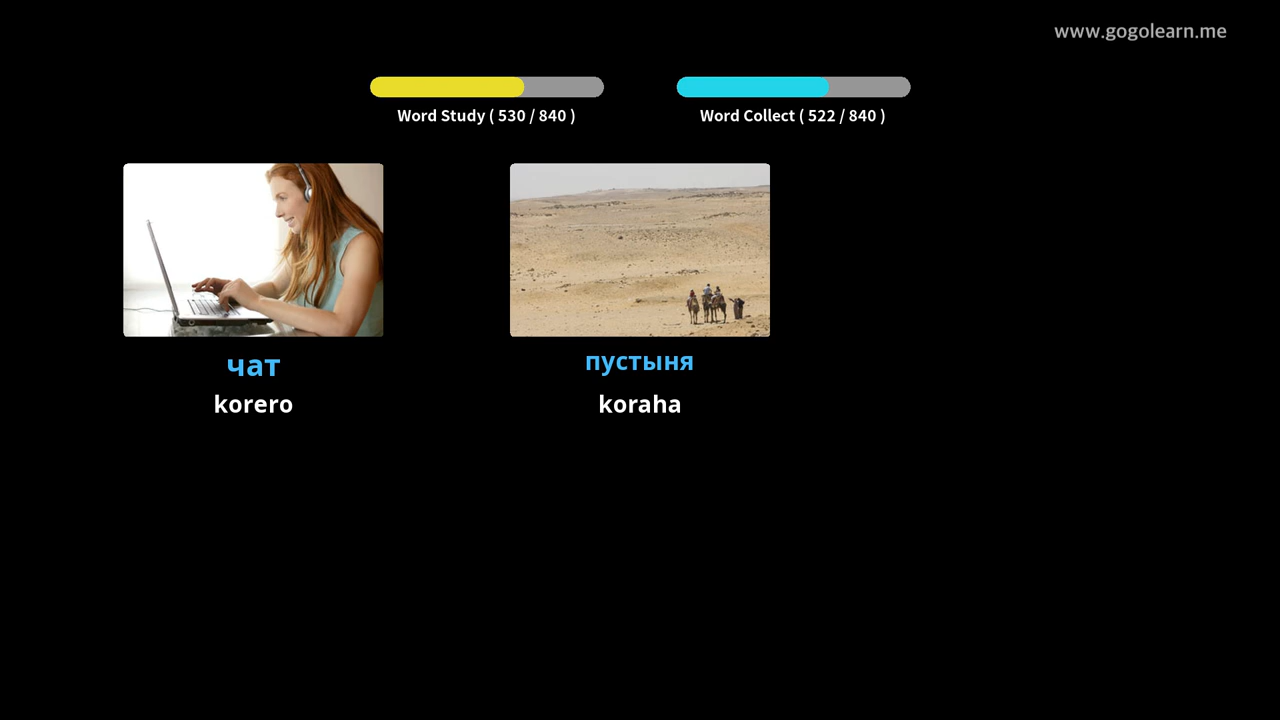 www.gogolearn.me
Word Study ( 530 / 840 )
Word Collect ( 522 / 840 )
чат
korero
пустыня
koraha